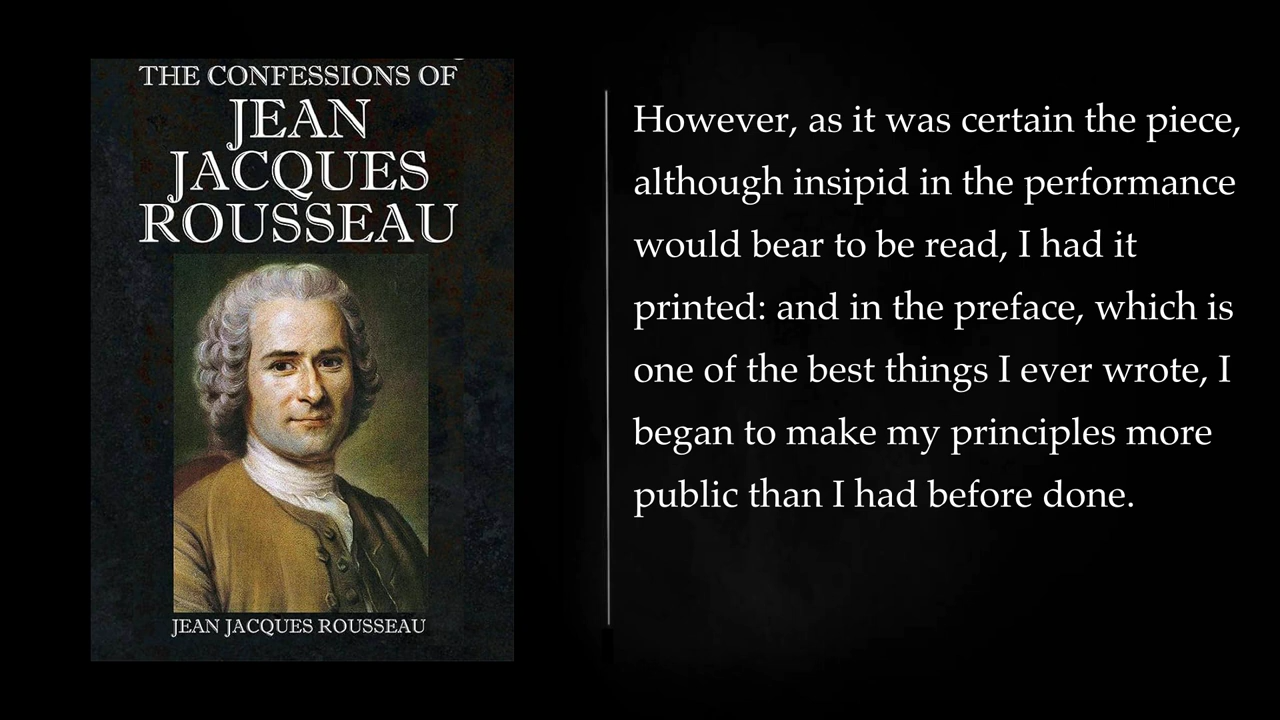 THE CONFESSIONS OF
JEAN
JACQUES
ROUSSEAU
JEAN JACQUES ROUSSEAU
However, as it was certain the piece,
although insipid in the performance
would bear to be read, I had it
printed: and in the preface, which is
one of the best things I ever wrote, I
began to make my principles more
public than I had before done.